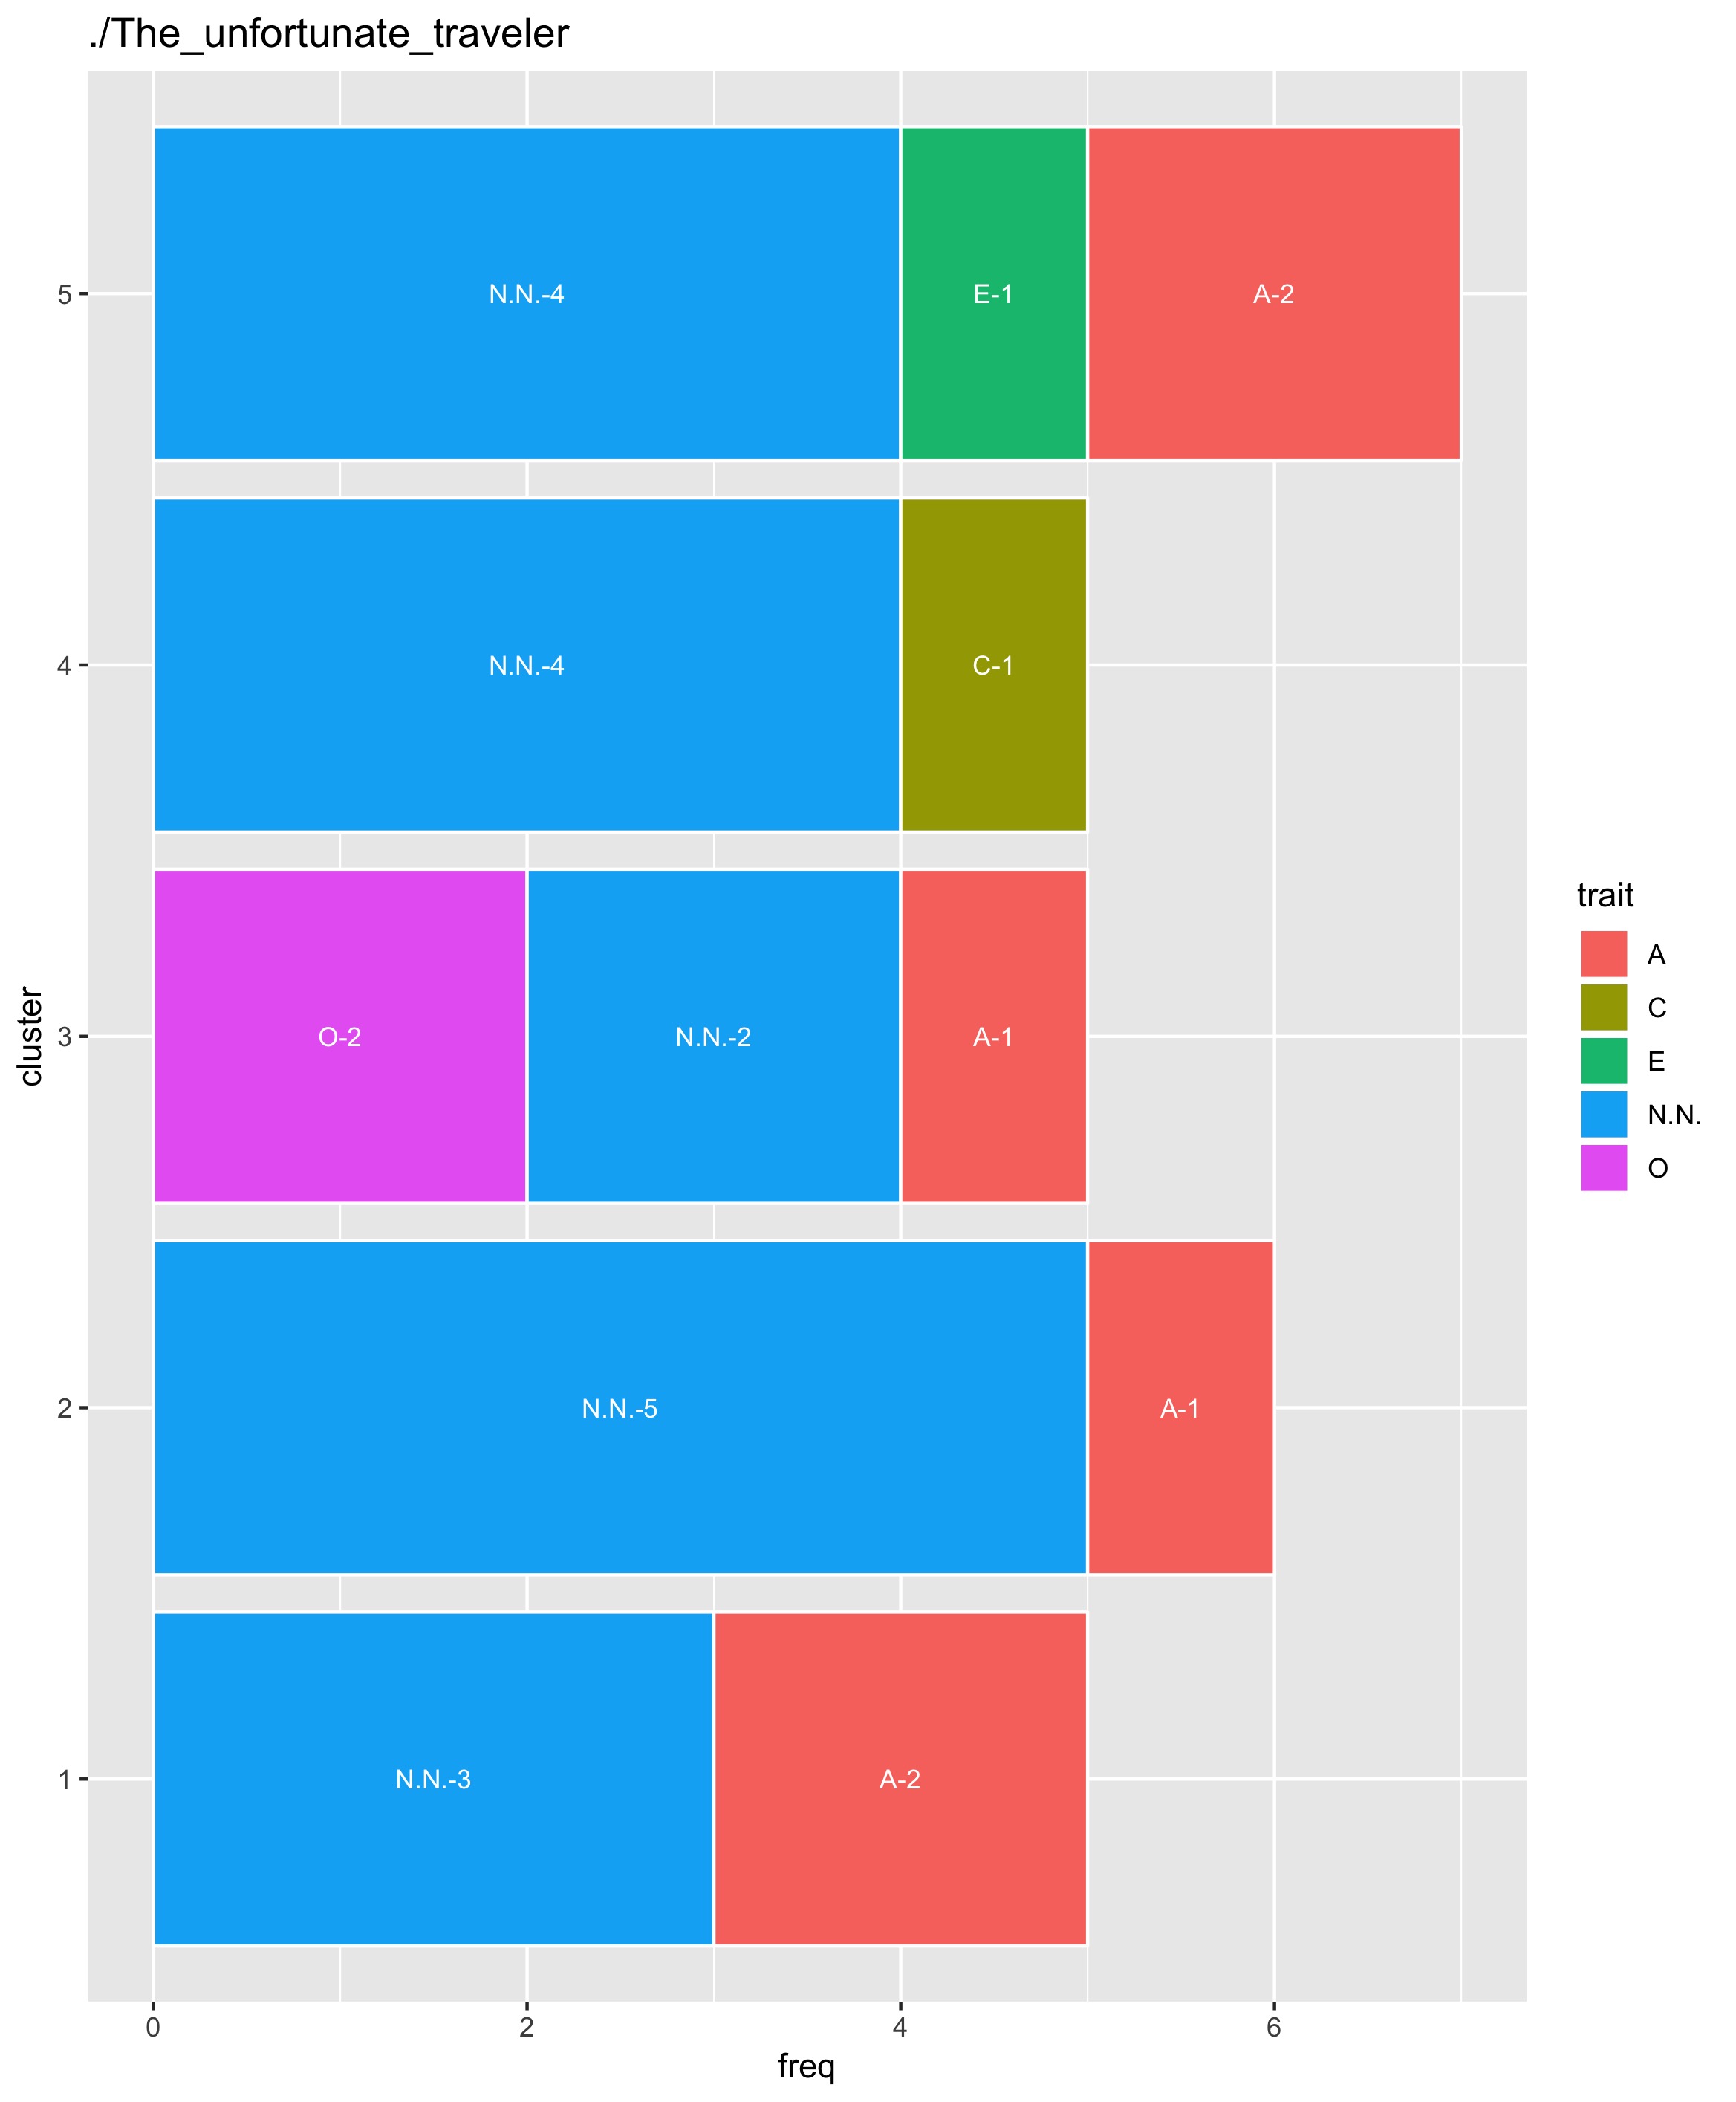 ./The_unfortunate_traveler
5
N.N.-4 E-1 A-2
4
N.N.-4 C-1
3
O-2 N.N.-2 A-1
2
N.N.-5 A-1
1
N.N.-3 A-2
cluster
0 2 4 6
freq
trait
A
C
E
N.N.
O